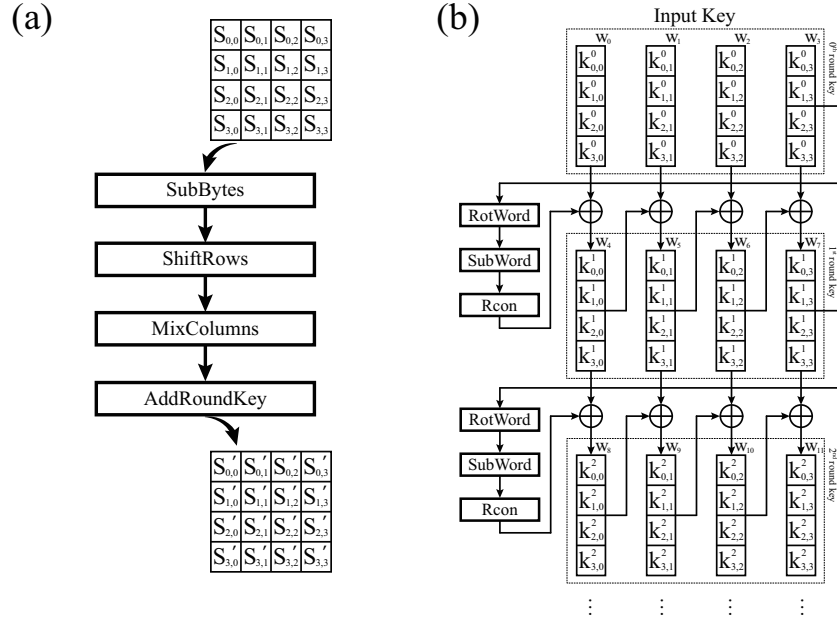 (a)
S0,0 S0,1 S0,2 S0,3
S1,0 S1,1 S1,2 S1,3
S2,0 S2,1 S2,2 S2,3
S3,0 S3,1 S3,2 S3,3
SubBytes
ShiftRows
MixColumns
AddRoundKey
S′0,0 S′0,1 S′0,2 S′0,3
S′1,0 S′1,1 S′1,2 S′1,3
S′2,0 S′2,1 S′2,2 S′2,3
S′3,0 S′3,1 S′3,2 S′3,3
(b)
Input Key
W0 W1 W2 W3
k⁰0,0 k⁰0,1 k⁰0,2 k⁰0,3
k⁰1,0 k⁰1,1 k⁰1,2 k⁰1,3
k⁰2,0 k⁰2,1 k⁰2,2 k⁰2,3
k⁰3,0 k⁰3,1 k⁰3,2 k⁰3,3
0th round key
RotWord
SubWord
Rcon
W4 W5 W6 W7
k¹0,0 k¹0,1 k¹0,2 k¹0,3
k¹1,0 k¹1,1 k¹1,2 k¹1,3
k¹2,0 k¹2,1 k¹2,2 k¹2,3
k¹3,0 k¹3,1 k¹3,2 k¹3,3
1st round key
RotWord
SubWord
Rcon
W8 W9 W10 W11
k²0,0 k²0,1 k²0,2 k²0,3
k²1,0 k²1,1 k²1,2 k²1,3
k²2,0 k²2,1 k²2,2 k²2,3
k²3,0 k²3,1 k²3,2 k²3,3
2nd round key
⋮ ⋮ ⋮ ⋮